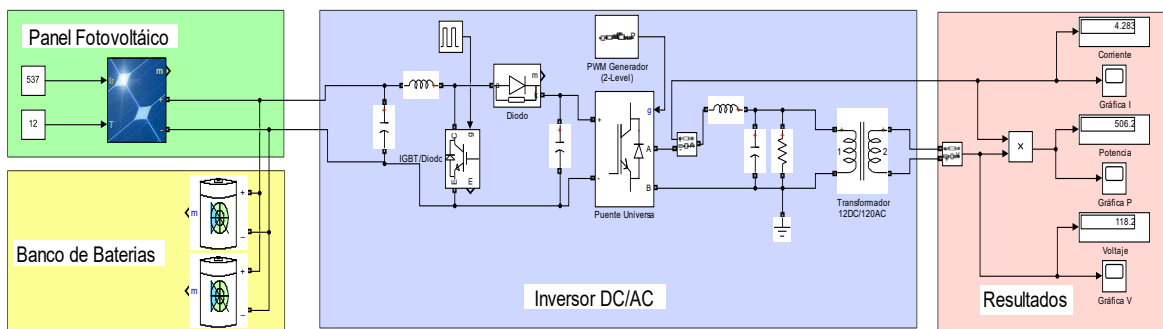 Panel Fotovoltáico
537
Ir
m
+
12
T
-
+
m
-
Banco de Baterias
+
m
-
C
g
IGBT/Diodo
E
m
a
k
Diodo
PWM Generador
(2-Level)
+
g
A
-
B
Puente Universa
+
+
1
2
Transformador
12DC/120AC
Inversor DC/AC
4.283
Corriente
Gráfica I
x
506.2
Potencia
Gráfica P
118.2
Voltaje
Gráfica V
Resultados